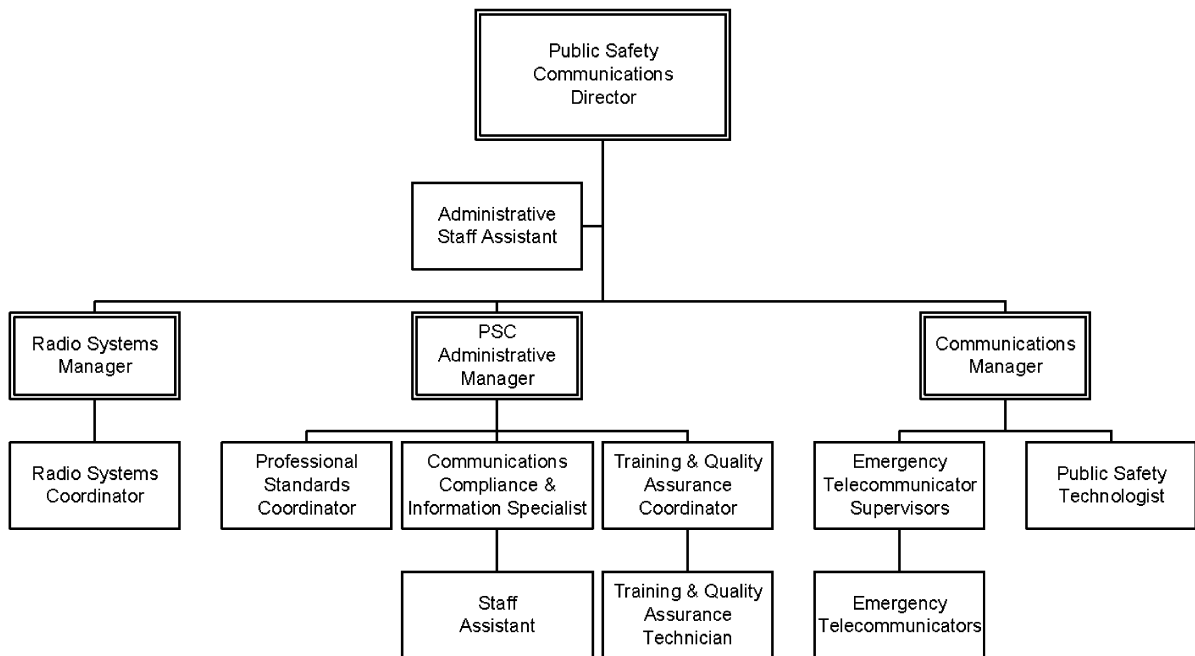 Public Safety
Communications
Director
Administrative
Staff Assistant
Radio Systems
Manager
PSC
Administrative
Manager
Communications
Manager
Radio Systems
Coordinator
Professional
Standards
Coordinator
Communications
Compliance &
Information Specialist
Training & Quality
Assurance
Coordinator
Emergency
Telecommunicator
Supervisors
Public Safety
Technologist
Staff
Assistant
Training & Quality
Assurance
Technician
Emergency
Telecommunicators